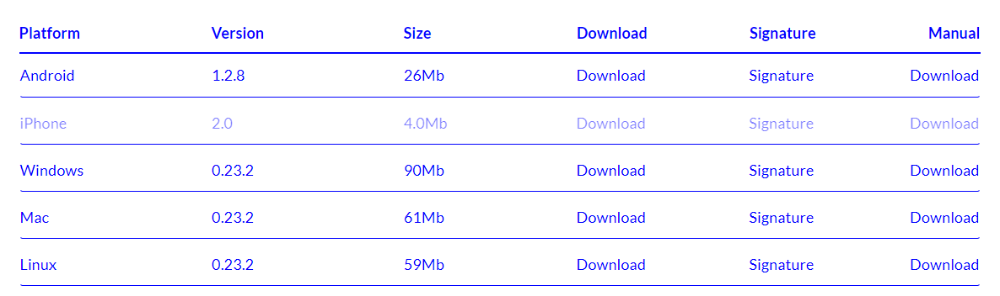 Platform Version Size Download Signature Manual
Android 1.2.8 26Mb Download Signature Download
iPhone 2.0 4.0Mb Download Signature Download
Windows 0.23.2 90Mb Download Signature Download
Mac 0.23.2 61Mb Download Signature Download
Linux 0.23.2 59Mb Download Signature Download